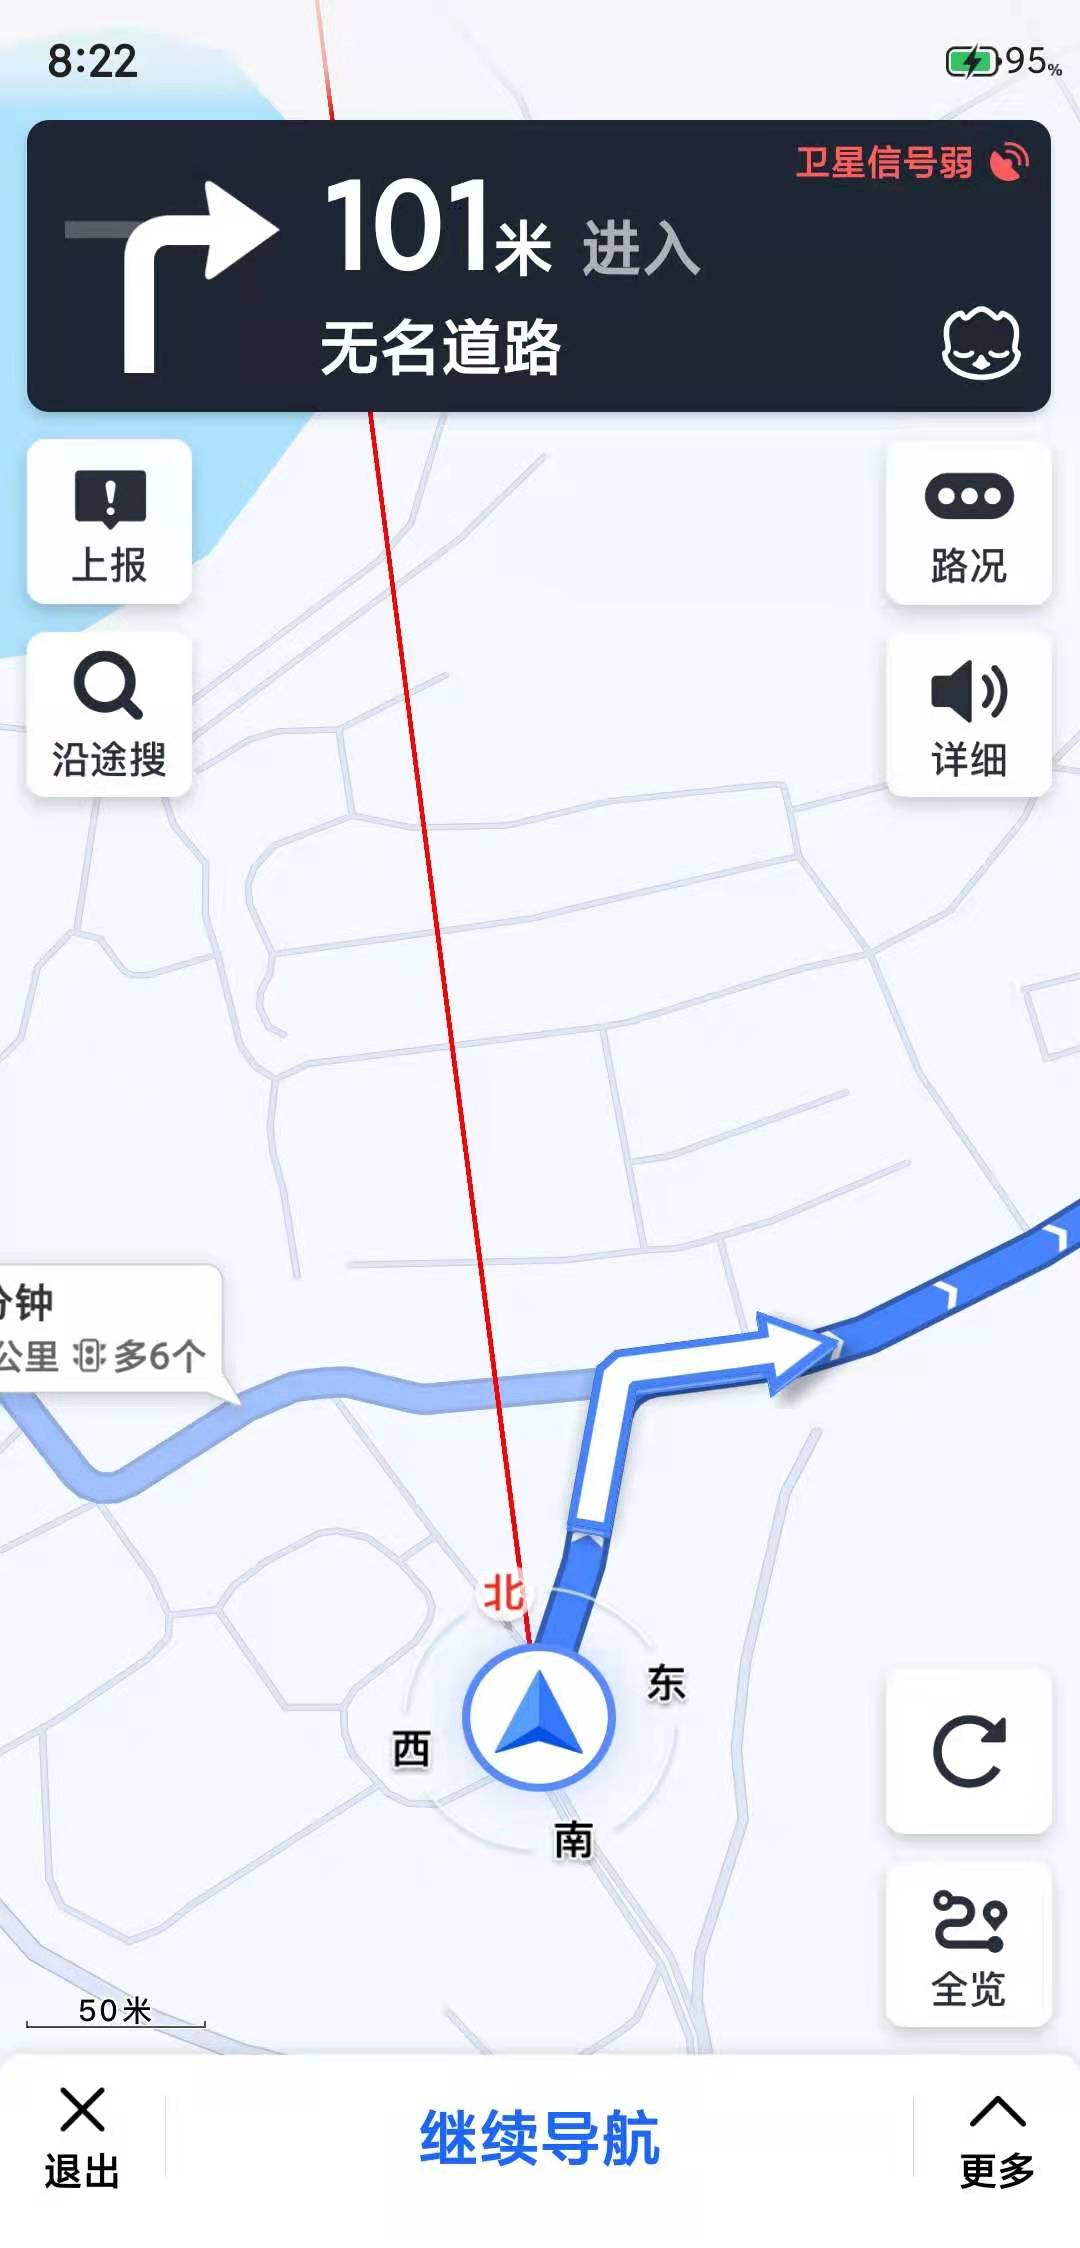 8:22
95%
卫星信号弱
101米 进入
无名道路
上报
路况
沿途搜
详细
分钟
公里 多6个
北
东
西
南
全览
50米
退出
继续导航
更多